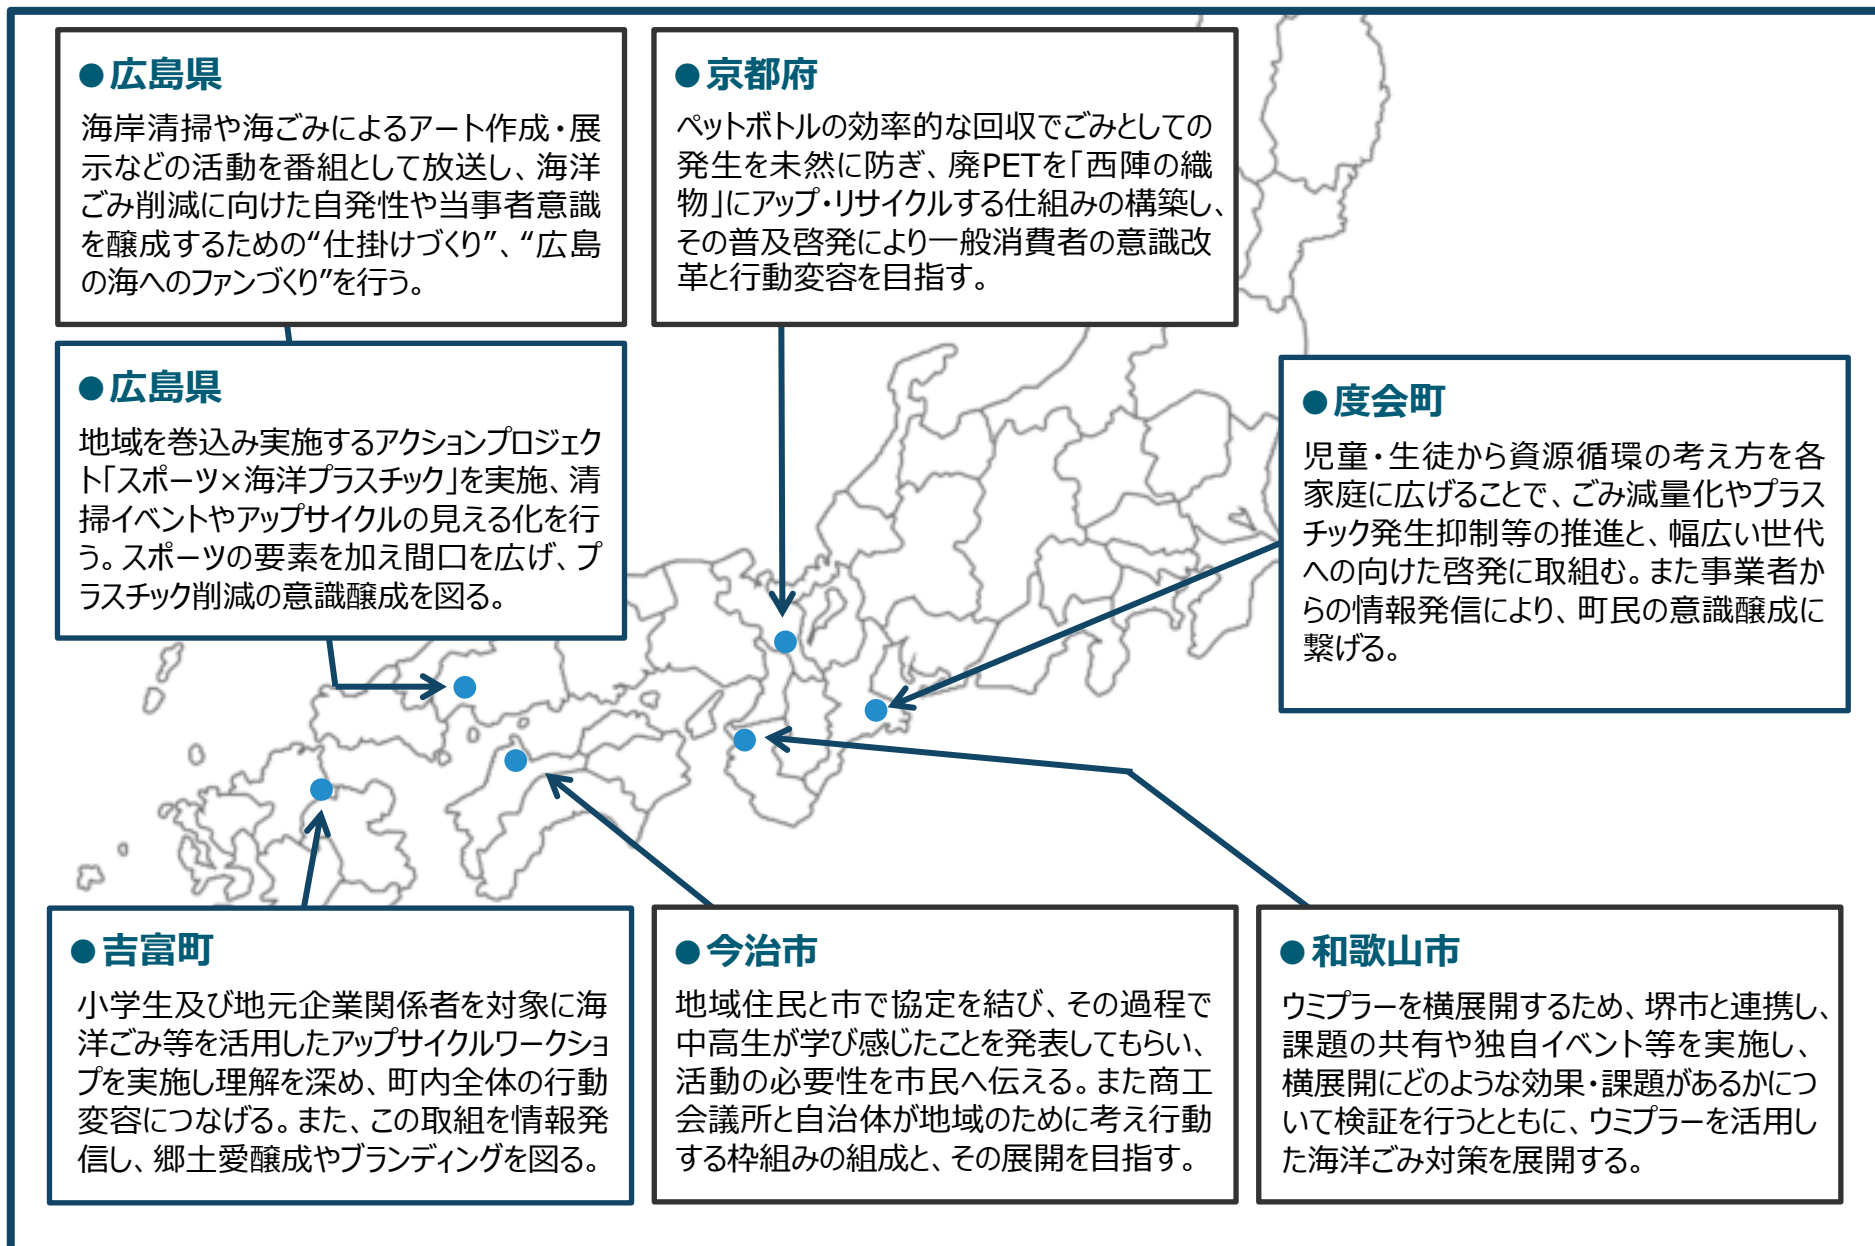 ●広島県
海岸清掃や海ごみによるアート作成・展
示などの活動を番組として放送し、海洋
ごみ削減に向けた自発性や当事者意識
を醸成するための“仕掛けづくり”、“広島
の海へのファンづくり”を行う。
●京都府
ペットボトルの効率的な回収でごみとしての
発生を未然に防ぎ、廃PETを「西陣の織
物」にアップ・リサイクルする仕組みの構築し、
その普及啓発により一般消費者の意識改
革と行動変容を目指す。
●広島県
地域を巻込み実施するアクションプロジェク
ト「スポーツ×海洋プラスチック」を実施、清
掃イベントやアップサイクルの見える化を行
う。スポーツの要素を加え間口を広げ、プ
ラスチック削減の意識醸成を図る。
●度会町
児童・生徒から資源循環の考え方を各
家庭に広げることで、ごみ減量化やプラス
チック発生抑制等の推進と、幅広い世代
への向けた啓発に取組む。また事業者か
らの情報発信により、町民の意識醸成に
繋げる。
●吉富町
小学生及び地元企業関係者を対象に海
洋ごみ等を活用したアップサイクルワークショ
プを実施し理解を深め、町内全体の行動
変容につなげる。また、この取組を情報発
信し、郷土愛醸成やブランディングを図る。
●今治市
地域住民と市で協定を結び、その過程で
中高生が学び感じたことを発表してもらい、
活動の必要性を市民へ伝える。また商工
会議所と自治体が地域のために考え行動
する枠組みの組成と、その展開を目指す。
●和歌山市
ウミプラーを横展開するため、堺市と連携し、
課題の共有や独自イベント等を実施し、
横展開にどのような効果・課題があるかにつ
いて検証を行うとともに、ウミプラーを活用し
た海洋ごみ対策を展開する。